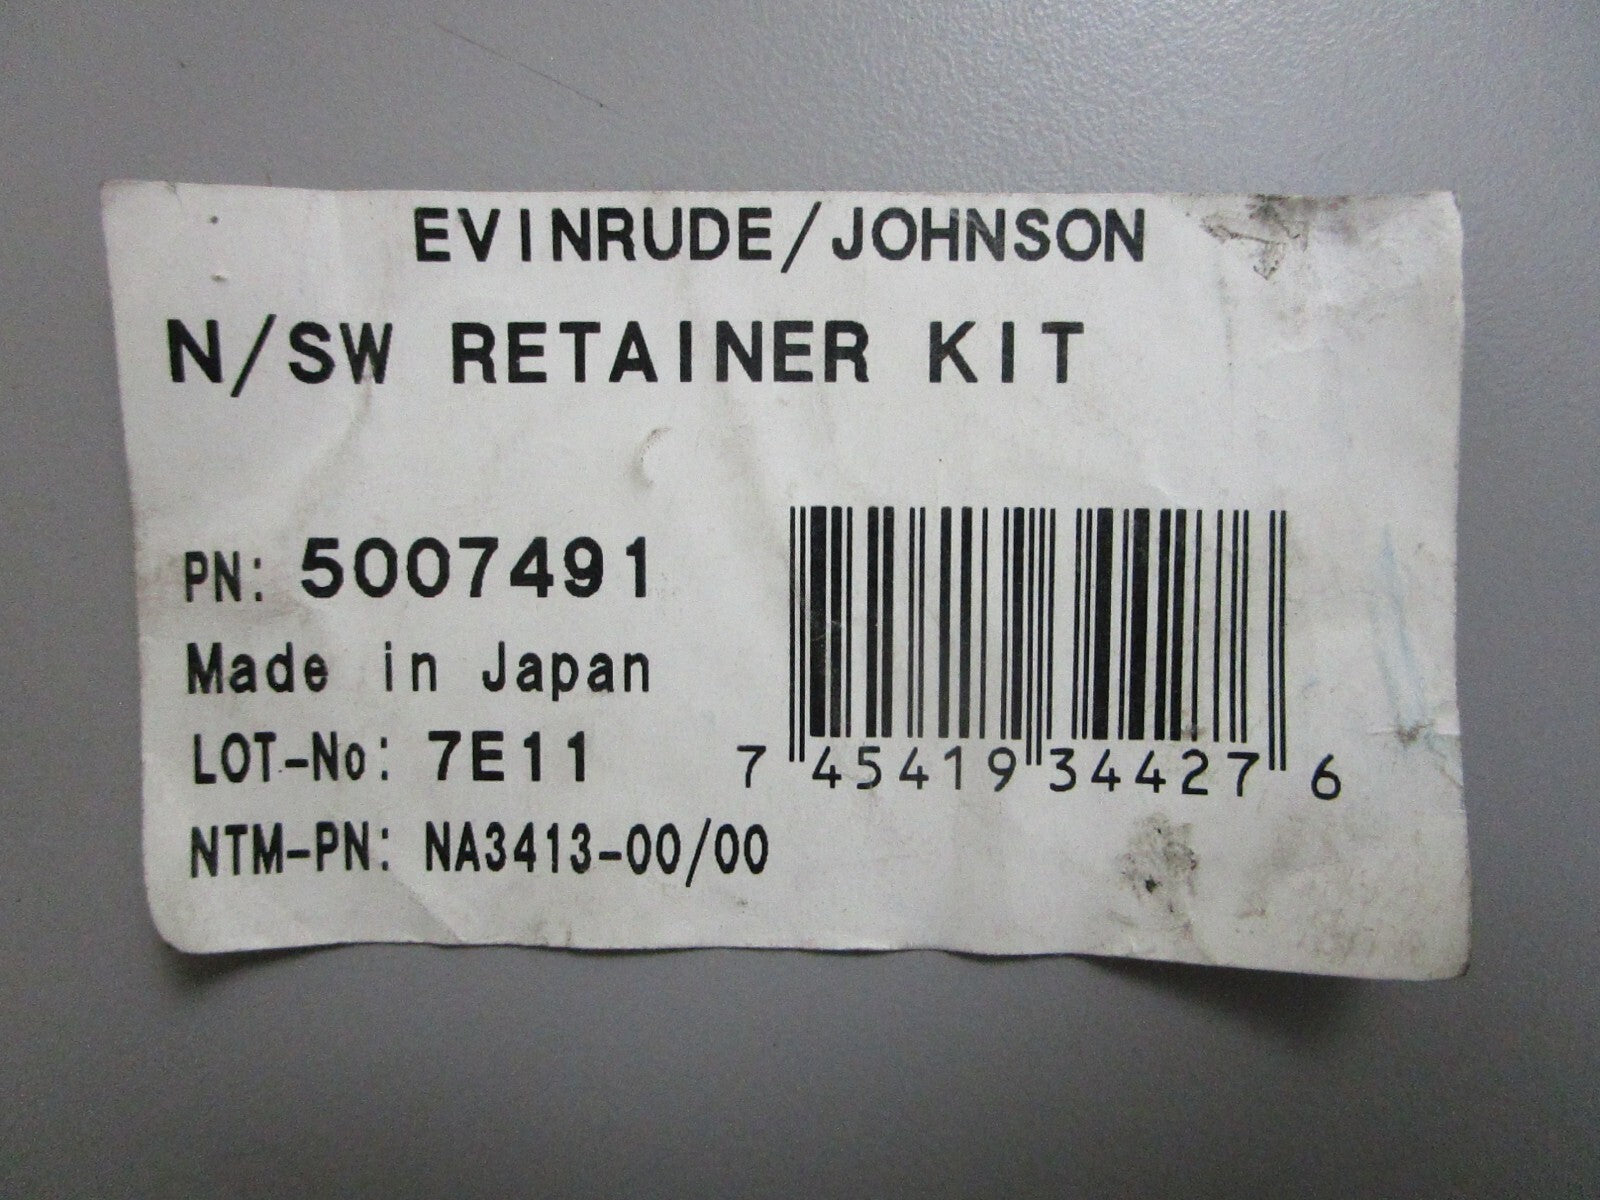 EVINRUDE/JOHNSON
N/SW RETAINER KIT
PN: 5007491
Made in Japan
LOT-No: 7E11
NTM-PN: NA3413-00/00
7 45419 34427 6